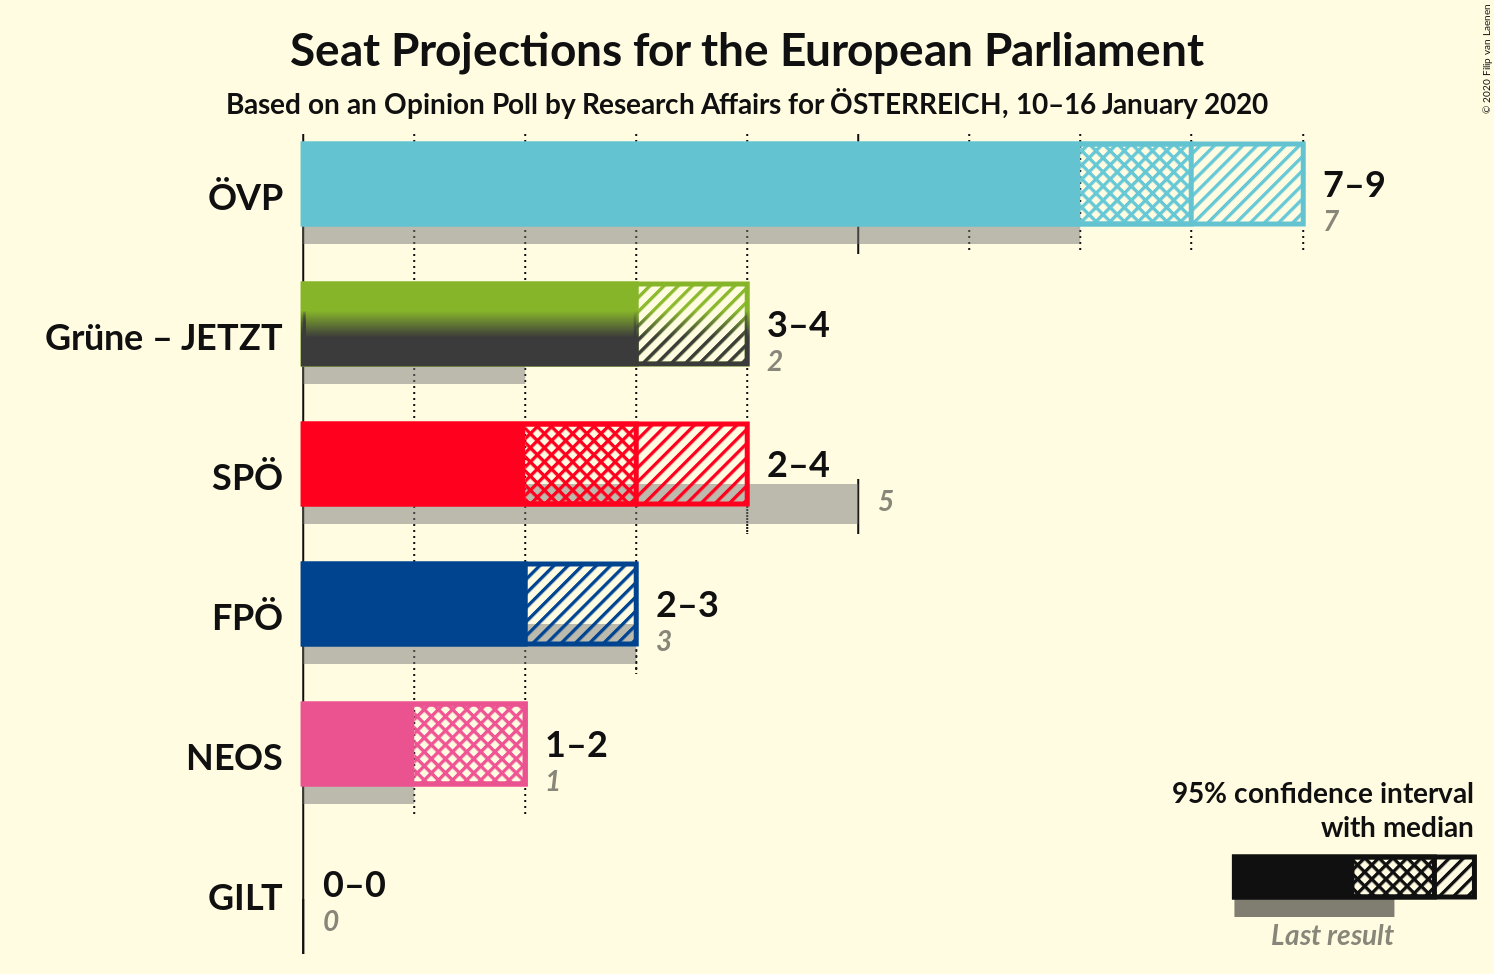 Seat Projections for the European Parliament
Based on an Opinion Poll by Research Affairs for ÖSTERREICH, 10–16 January 2020
© 2020 Filip van Laenen
ÖVP
7–9
7
Grüne – JETZT
3–4
2
SPÖ
2–4
5
FPÖ
2–3
3
NEOS
1–2
1
GILT
0–0
0
95% confidence interval
with median
Last result